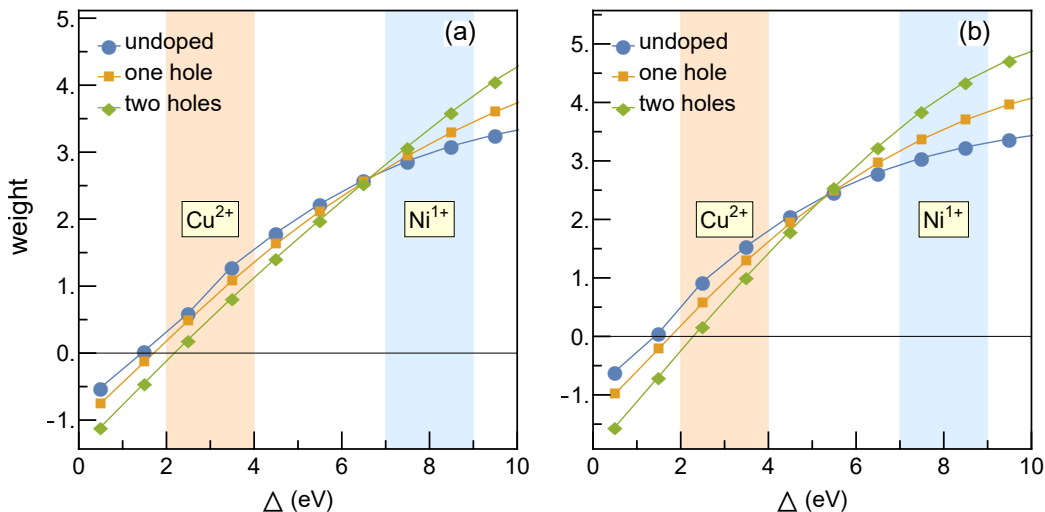 (a)
undoped
one hole
two holes
Cu²⁺
Ni¹⁺
weight
5.
4.
3.
2.
1.
0.
-1.
0 2 4 6 8 10
Δ (eV)
(b)
undoped
one hole
two holes
Cu²⁺
Ni¹⁺
5.
4.
3.
2.
1.
0.
-1.
0 2 4 6 8 10
Δ (eV)